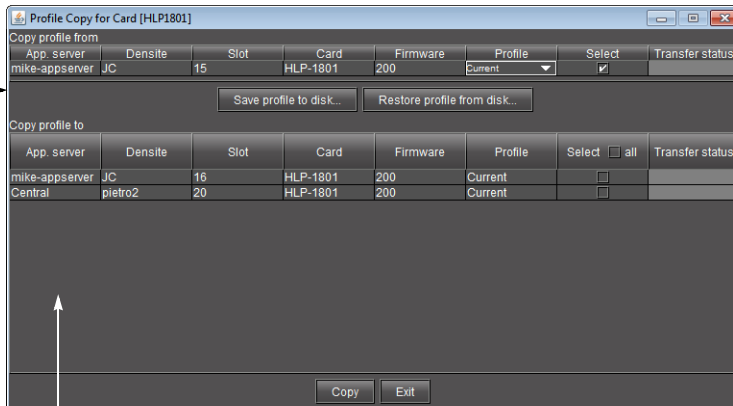 Profile Copy for Card [HLP1801]
Copy profile from
App. server Densite Slot Card Firmware Profile Select Transfer status
mike-appserver JC 15 HLP-1801 200 Current
Save profile to disk... Restore profile from disk...
Copy profile to
App. server Densite Slot Card Firmware Profile Select all Transfer status
mike-appserver JC 16 HLP-1801 200 Current
Central pietro2 20 HLP-1801 200 Current
Copy Exit